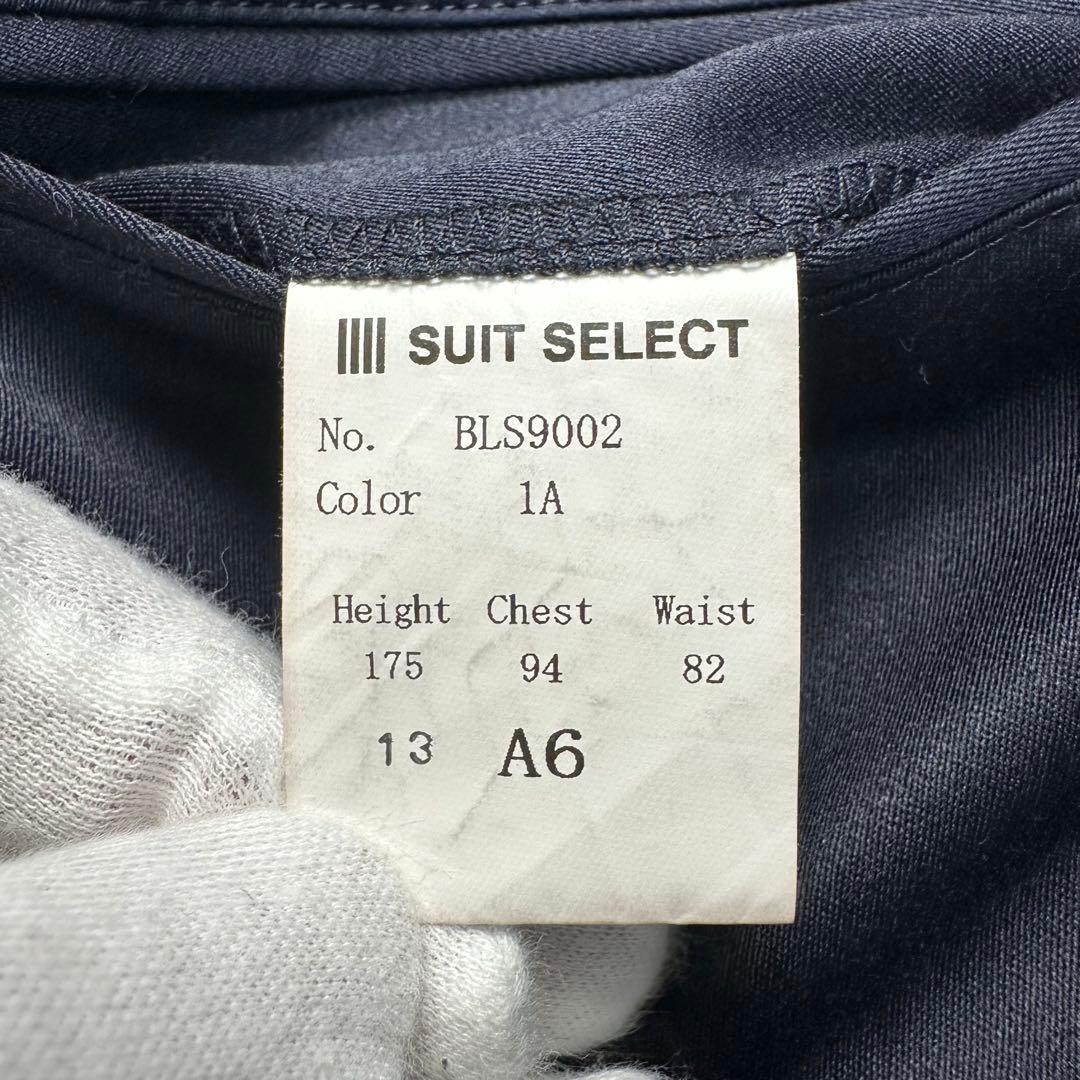 SUIT SELECT
No. BLS9002
Color 1A
Height Chest Waist
175 94 82
13 A6